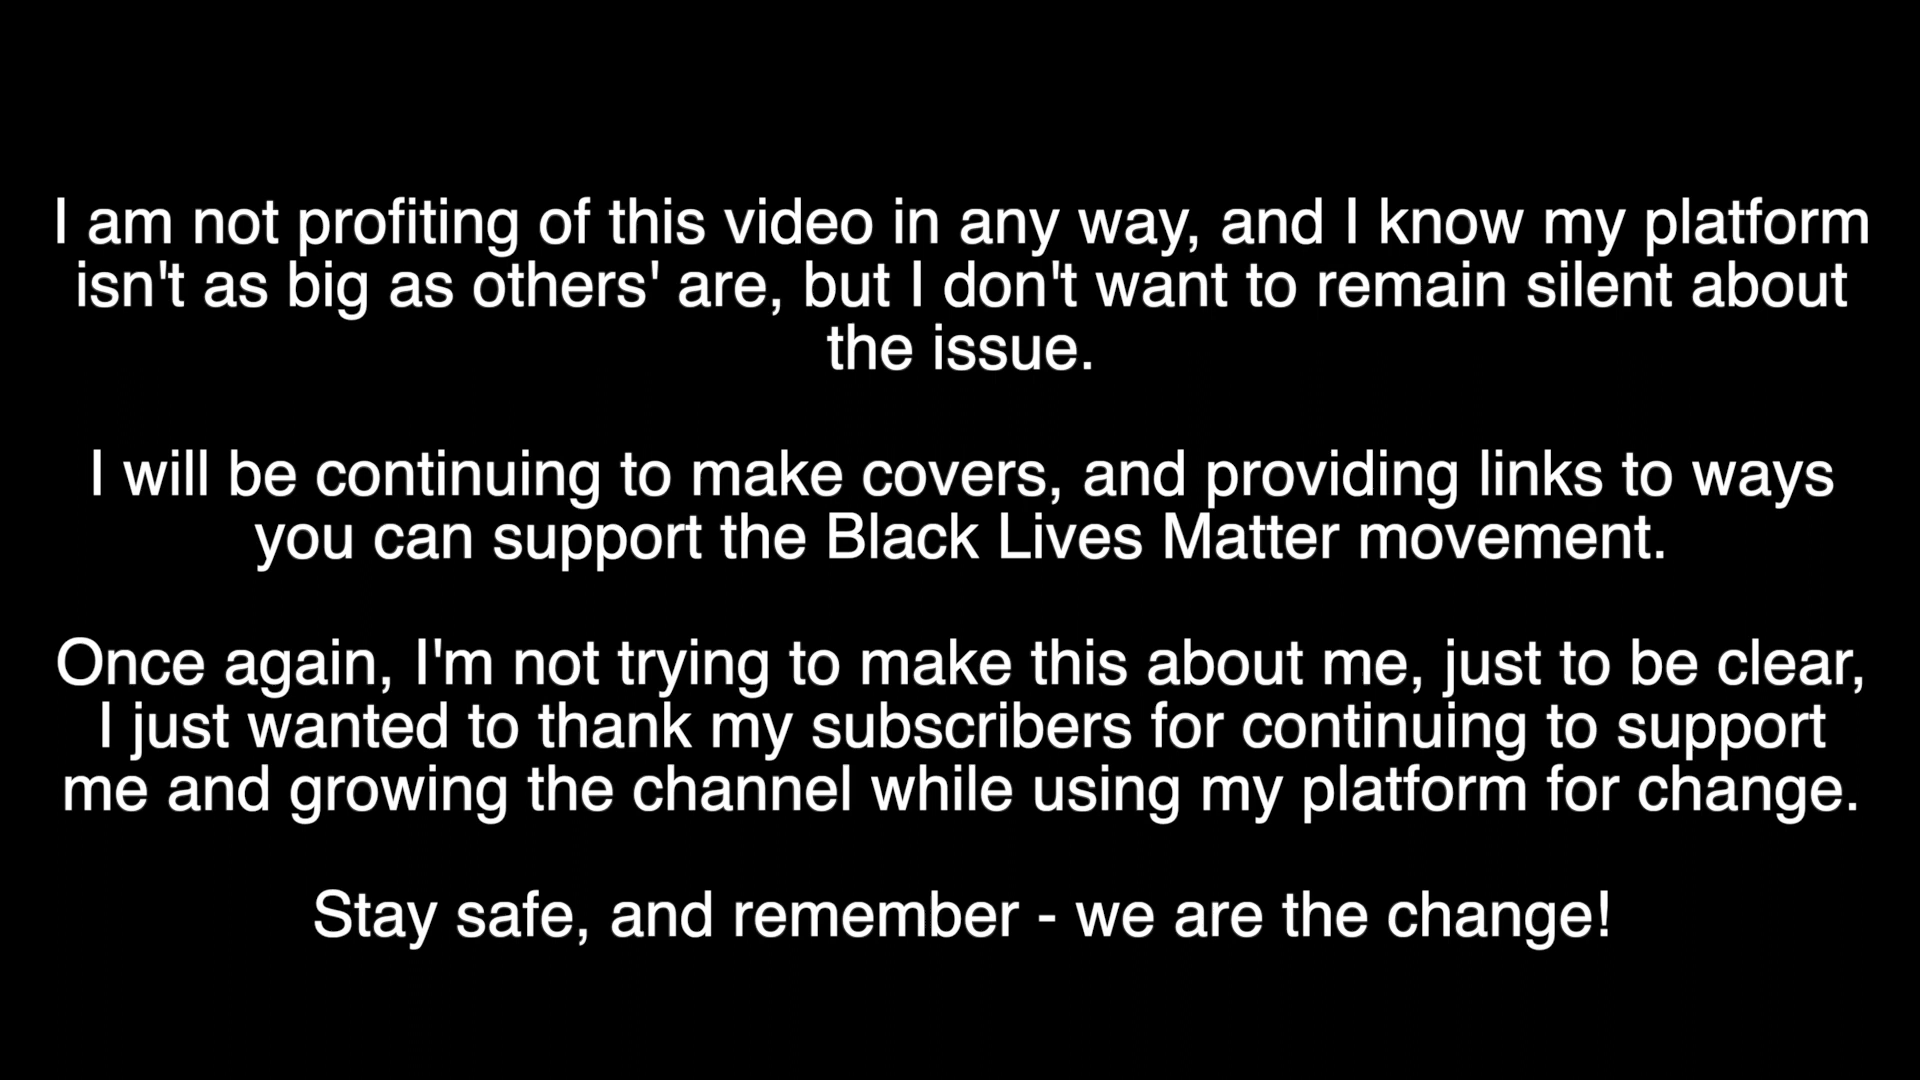 I am not profiting of this video in any way, and I know my platform
isn't as big as others' are, but I don't want to remain silent about
the issue.
I will be continuing to make covers, and providing links to ways
you can support the Black Lives Matter movement.
Once again, I'm not trying to make this about me, just to be clear,
I just wanted to thank my subscribers for continuing to support
me and growing the channel while using my platform for change.
Stay safe, and remember - we are the change!